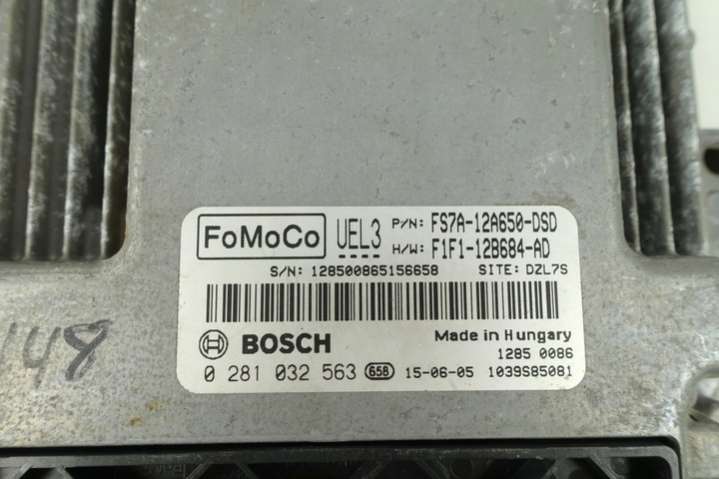 FoMoCo UEL3 P/N: FS7A-12A650-DSD
H/W: F1F1-12B684-AD
S/N: 128500865156658 SITE: DZL7S
BOSCH Made in Hungary
1285 0086
0 281 032 563 658 15-06-05 1039S85081
148